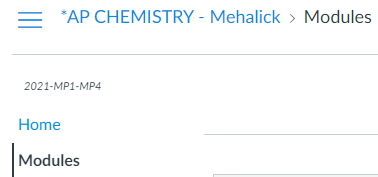 *AP CHEMISTRY - Mehalick > Modules
2021-MP1-MP4
Home
Modules